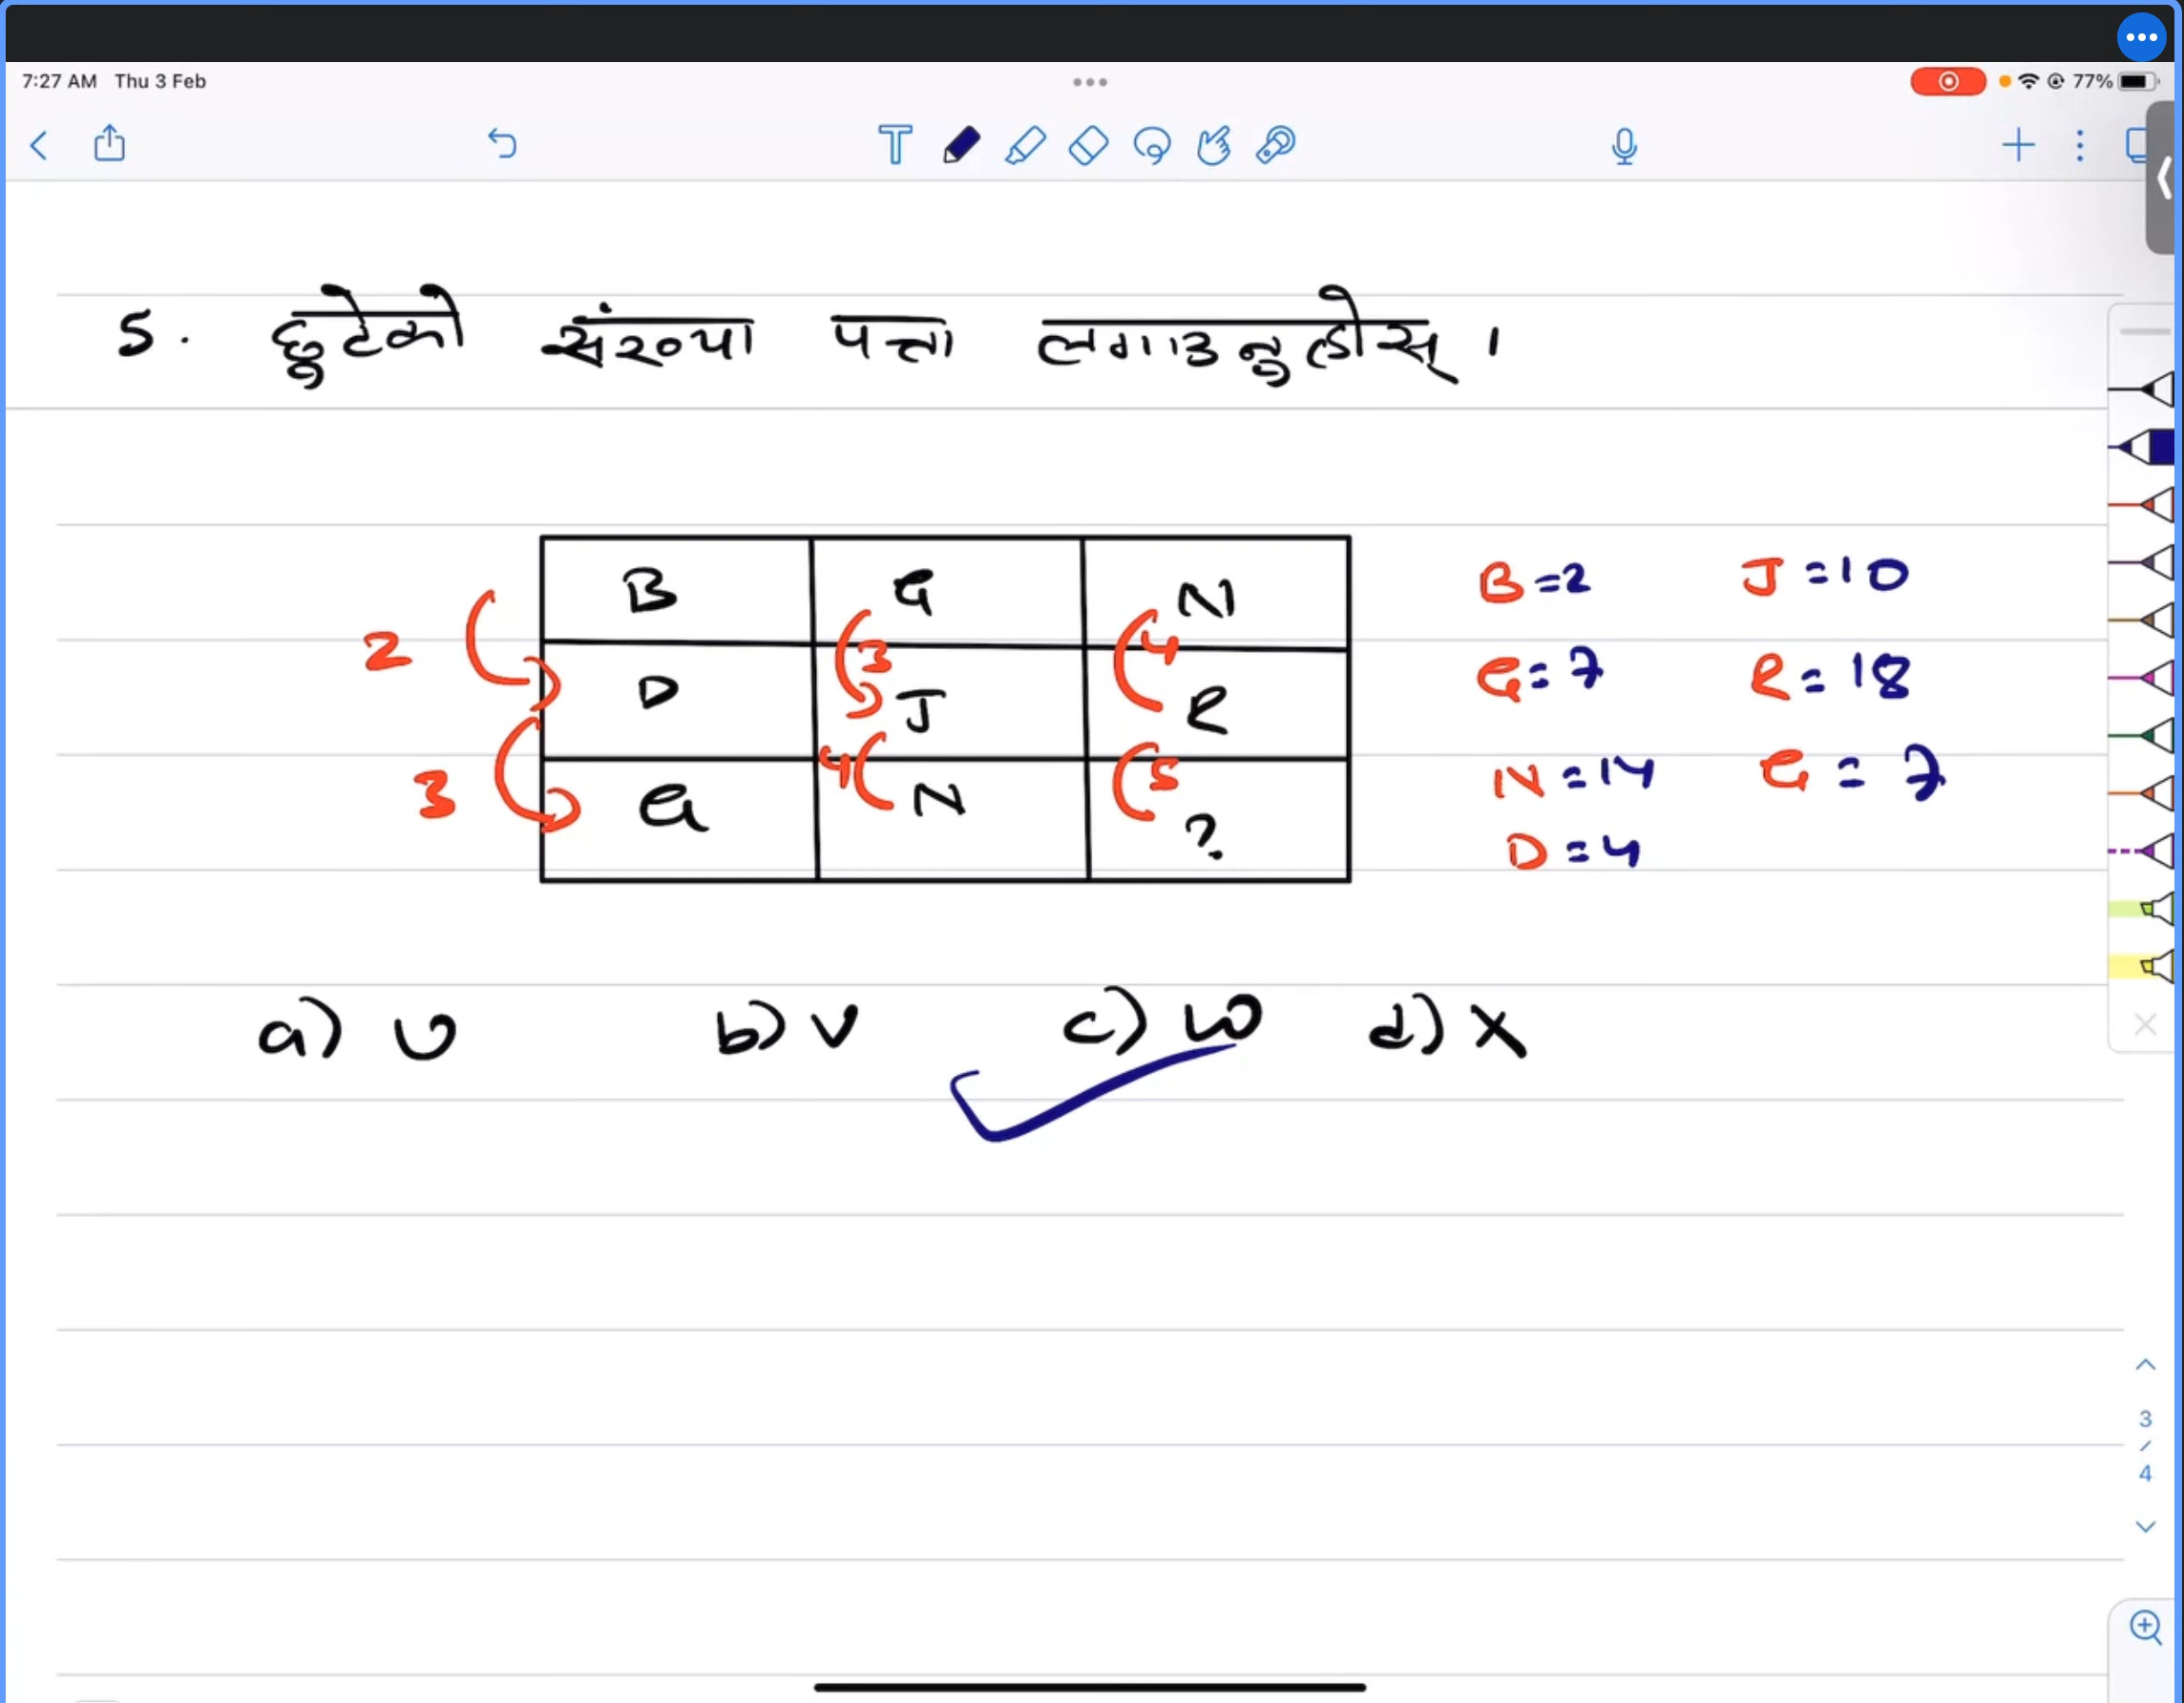 7:27 AM Thu 3 Feb
77%
5. छुटेको संख्या पत्ता लगाउनुहोस् ।
B G N B=2 J=10
2 3 4
D J R G=7 R=18
3 4 5
G N ? N=14 G=7
D=4
a) U b) V c) W d) X
3
/
4